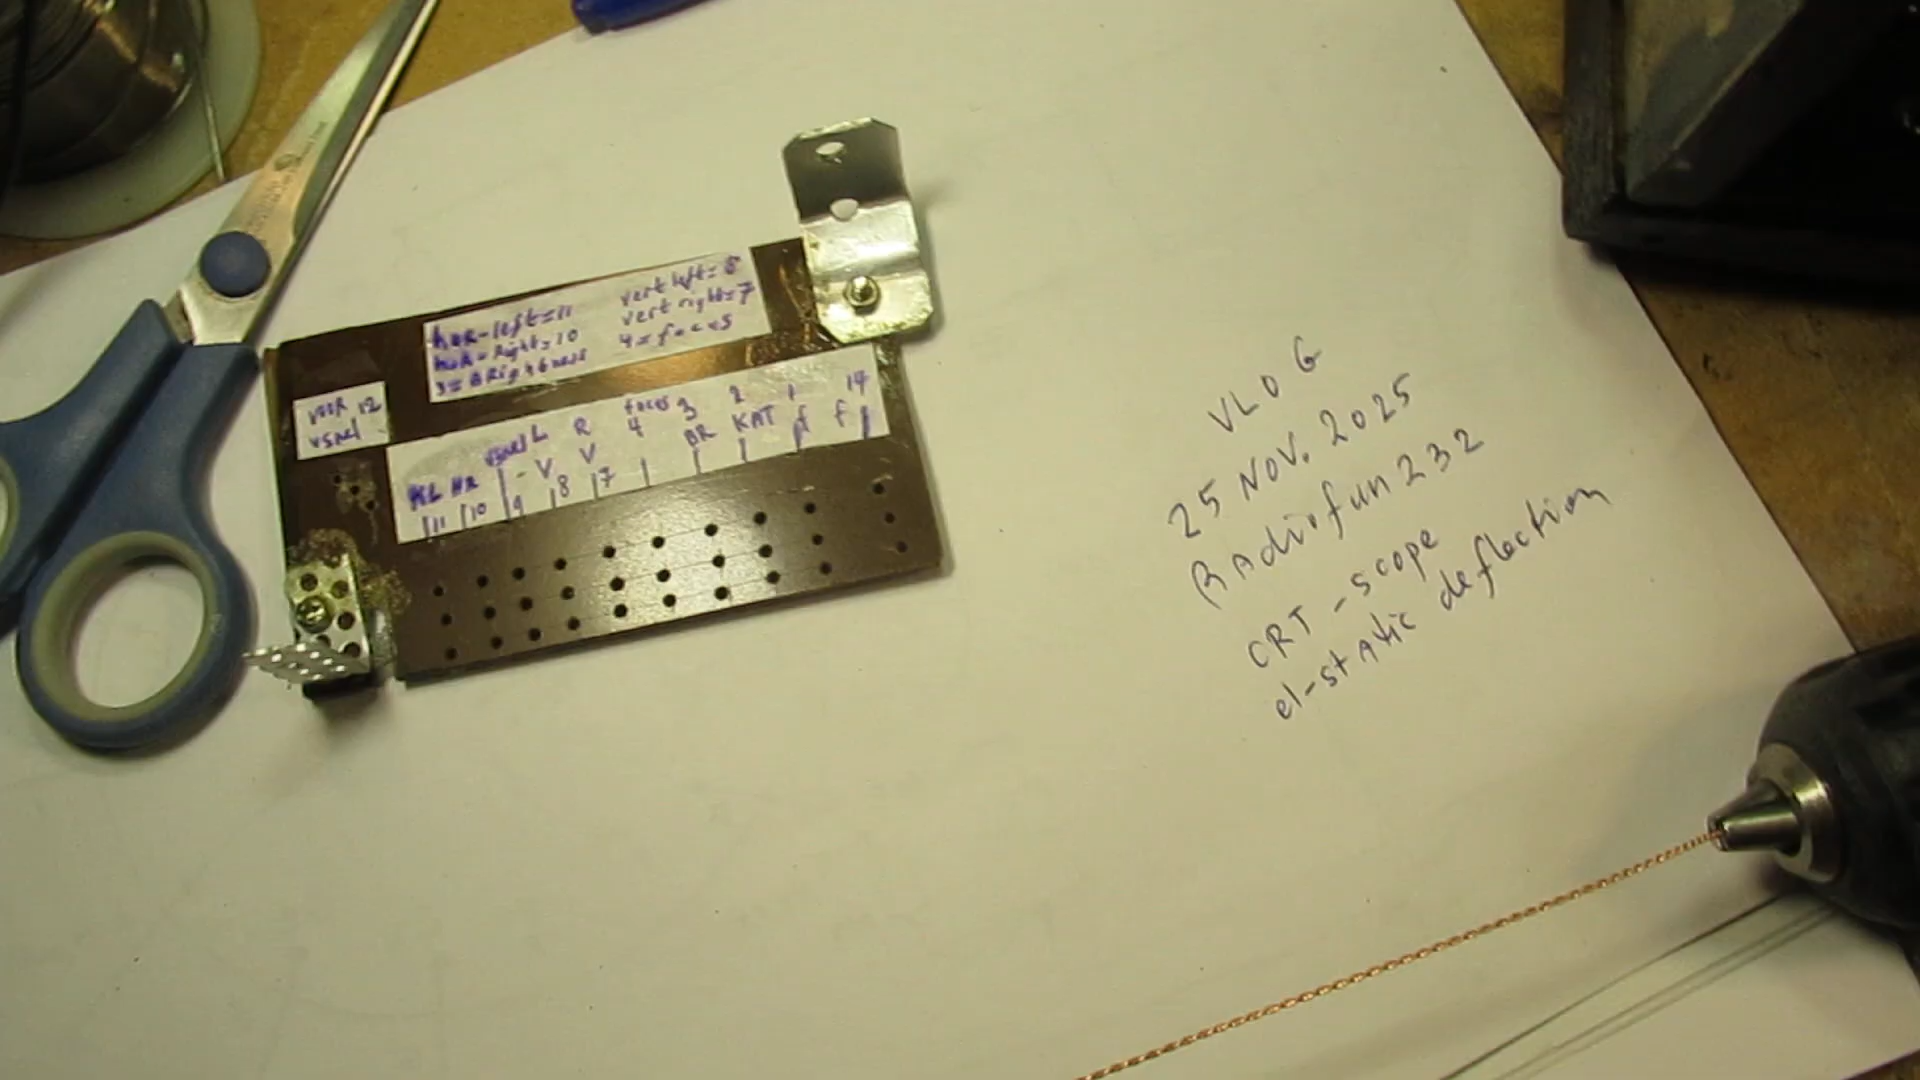 hOR-left=11
hoR-Right=10
3=BRightness
vert left=8
vert right=7
4=focus
VOOR 12
VSnel
focus
L R 4 3 2 1 14
HL HR Vsnel - V V BR KAT f f
11 10 9 8 7
VLOG
25 NOV. 2025
RAdiofun232
CRT-scope
el-stAtic deflection